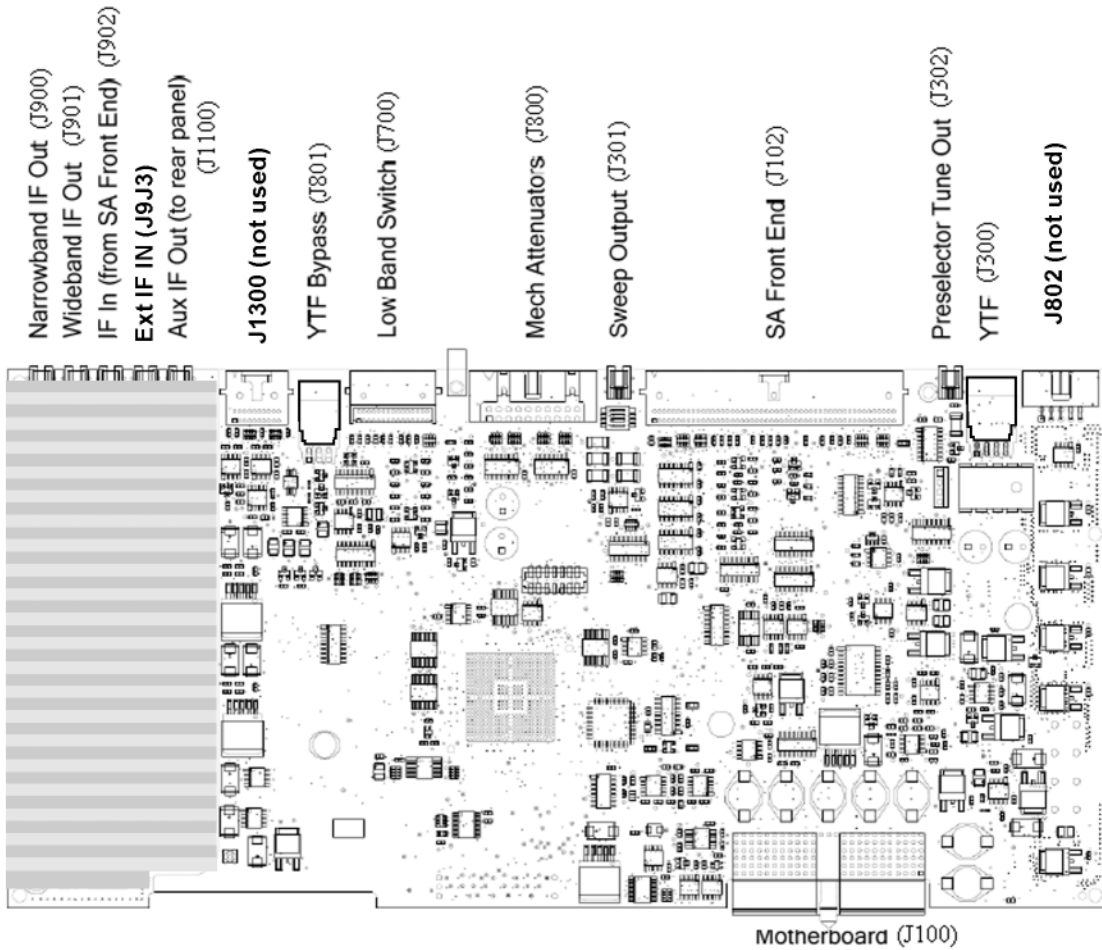 Narrowband IF Out (J900)
Wideband IF Out (J901)
IF In (from SA Front End) (J902)
Ext IF IN (J9J3)
Aux IF Out (to rear panel)
(J1100)
J1300 (not used)
YTF Bypass (J801)
Low Band Switch (J700)
Mech Attenuators (J800)
Sweep Output (J301)
SA Front End (J102)
Preselector Tune Out (J302)
YTF (J300)
J802 (not used)
Motherboard (J100)